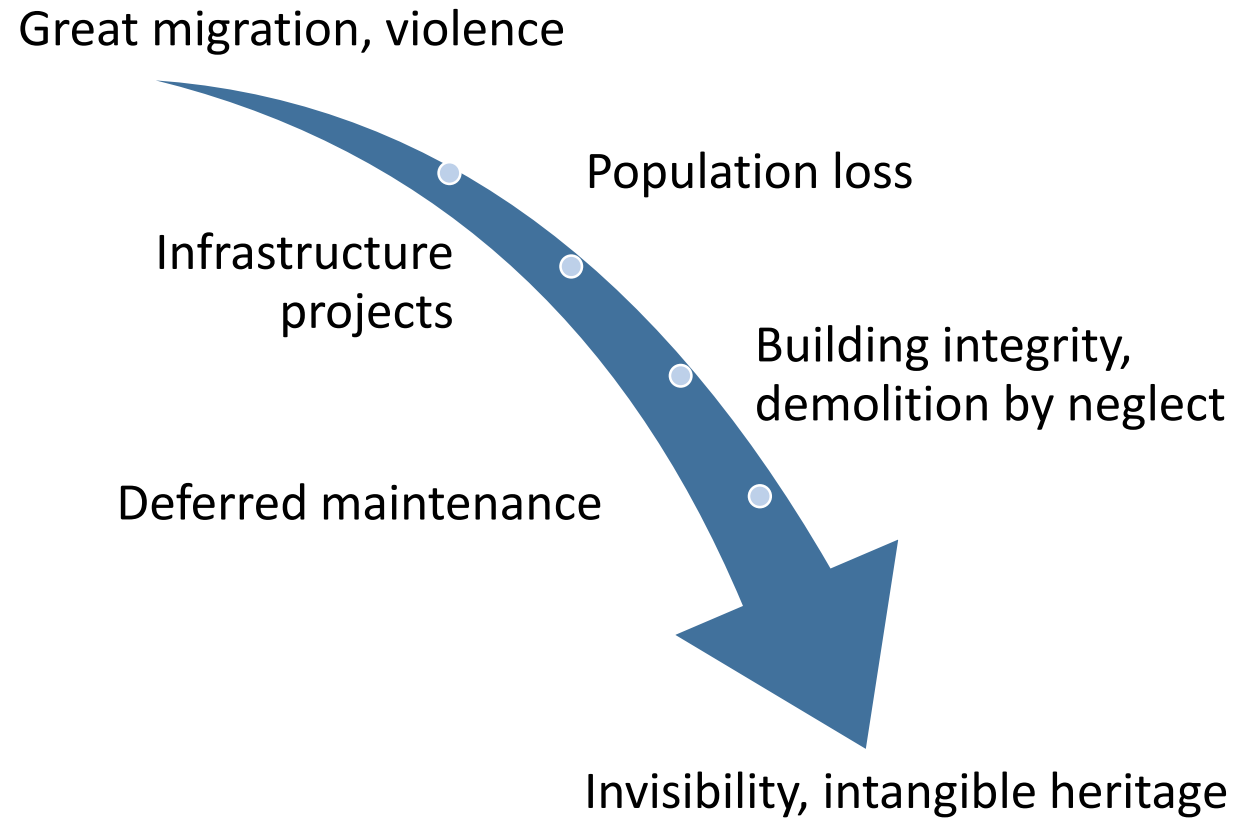 Great migration, violence
Population loss
Infrastructure
projects
Building integrity,
demolition by neglect
Deferred maintenance
Invisibility, intangible heritage